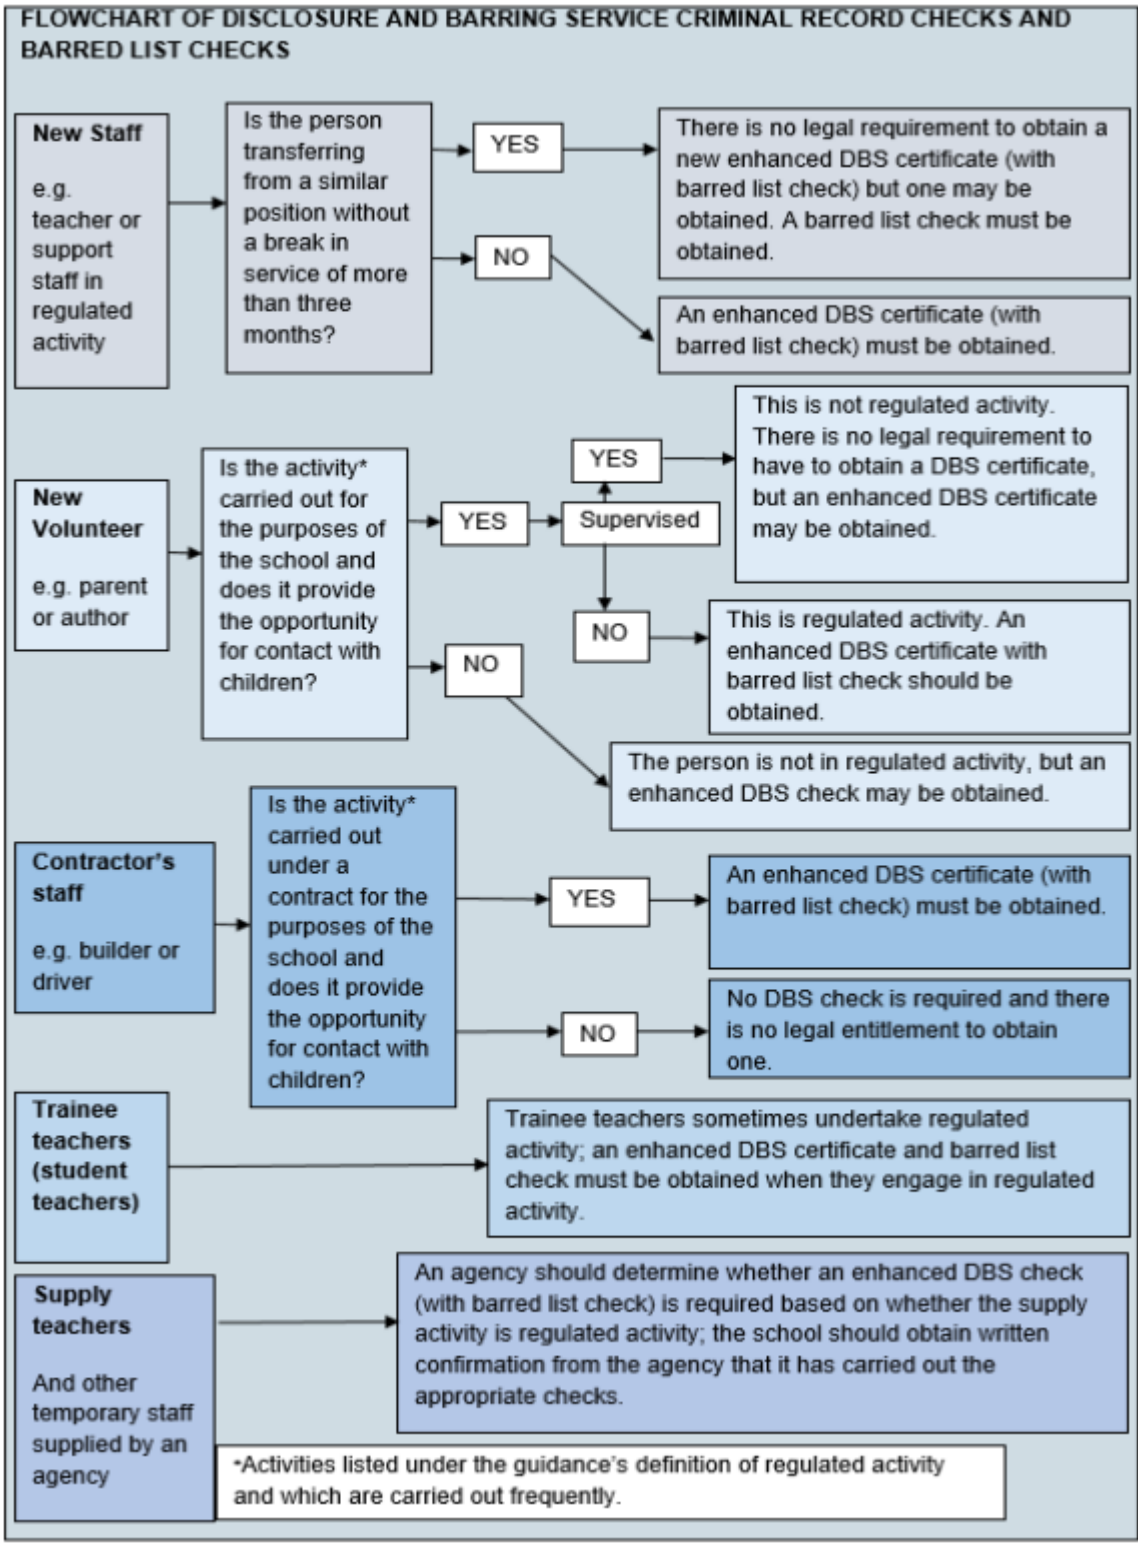 FLOWCHART OF DISCLOSURE AND BARRING SERVICE CRIMINAL RECORD CHECKS AND
BARRED LIST CHECKS
New Staff
e.g.
teacher or
support
staff in
regulated
activity
Is the person
transferring
from a similar
position without
a break in
service of more
than three
months?
YES
There is no legal requirement to obtain a
new enhanced DBS certificate (with
barred list check) but one may be
obtained. A barred list check must be
obtained.
NO
An enhanced DBS certificate (with
barred list check) must be obtained.
New
Volunteer
e.g. parent
or author
Is the activity*
carried out for
the purposes of
the school and
does it provide
the opportunity
for contact with
children?
YES
Supervised
YES
This is not regulated activity.
There is no legal requirement to
have to obtain a DBS certificate,
but an enhanced DBS certificate
may be obtained.
NO
This is regulated activity. An
enhanced DBS certificate with
barred list check should be
obtained.
NO
The person is not in regulated activity, but an
enhanced DBS check may be obtained.
Contractor's
staff
e.g. builder or
driver
Is the activity*
carried out
under a
contract for the
purposes of the
school and
does it provide
the opportunity
for contact with
children?
YES
An enhanced DBS certificate (with
barred list check) must be obtained.
NO
No DBS check is required and there
is no legal entitlement to obtain
one.
Trainee
teachers
(student
teachers)
Trainee teachers sometimes undertake regulated
activity; an enhanced DBS certificate and barred list
check must be obtained when they engage in regulated
activity.
Supply
teachers
And other
temporary staff
supplied by an
agency
An agency should determine whether an enhanced DBS check
(with barred list check) is required based on whether the supply
activity is regulated activity; the school should obtain written
confirmation from the agency that it has carried out the
appropriate checks.
*Activities listed under the guidance's definition of regulated activity
and which are carried out frequently.